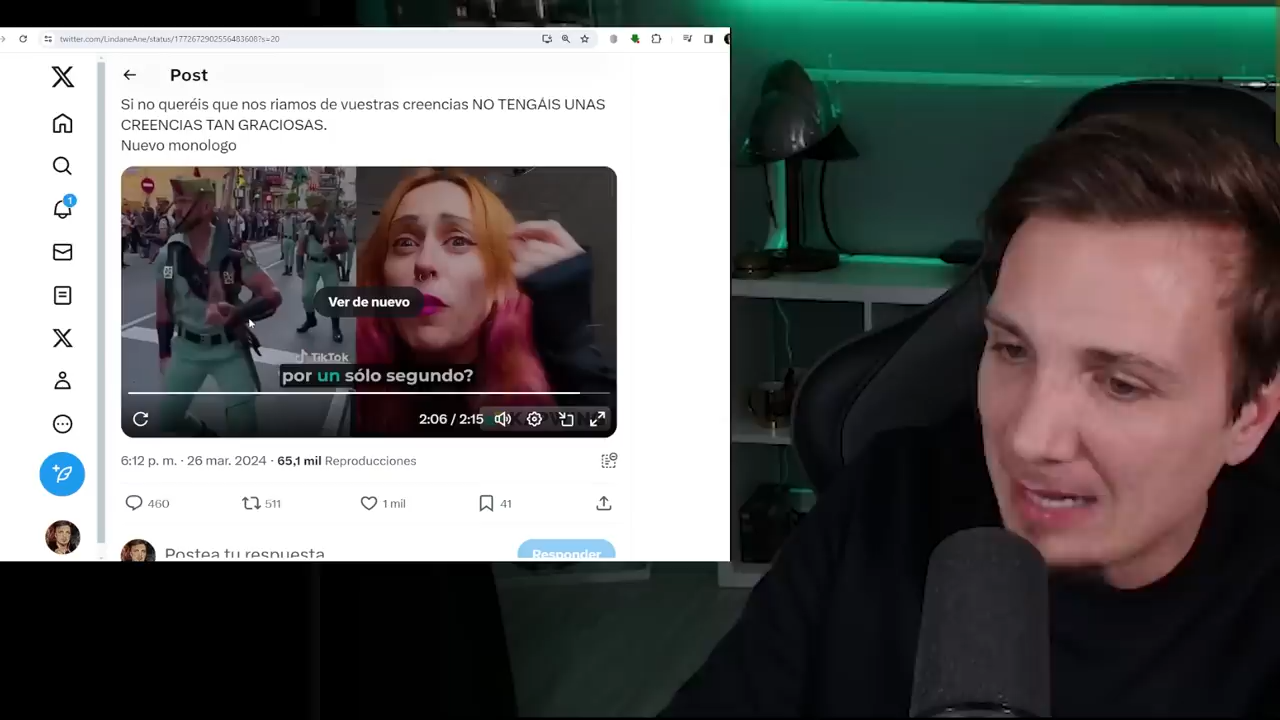 twitter.com/LindaneAne/status/1772672902556483608?s=20
Post
Si no queréis que nos riamos de vuestras creencias NO TENGÁIS UNAS
CREENCIAS TAN GRACIOSAS.
Nuevo monologo
Ver de nuevo
TikTok
por un sólo segundo?
2:06 / 2:15
6:12 p. m. · 26 mar. 2024 · 65,1 mil Reproducciones
1
460
511
1 mil
41
Postea tu respuesta
Responder